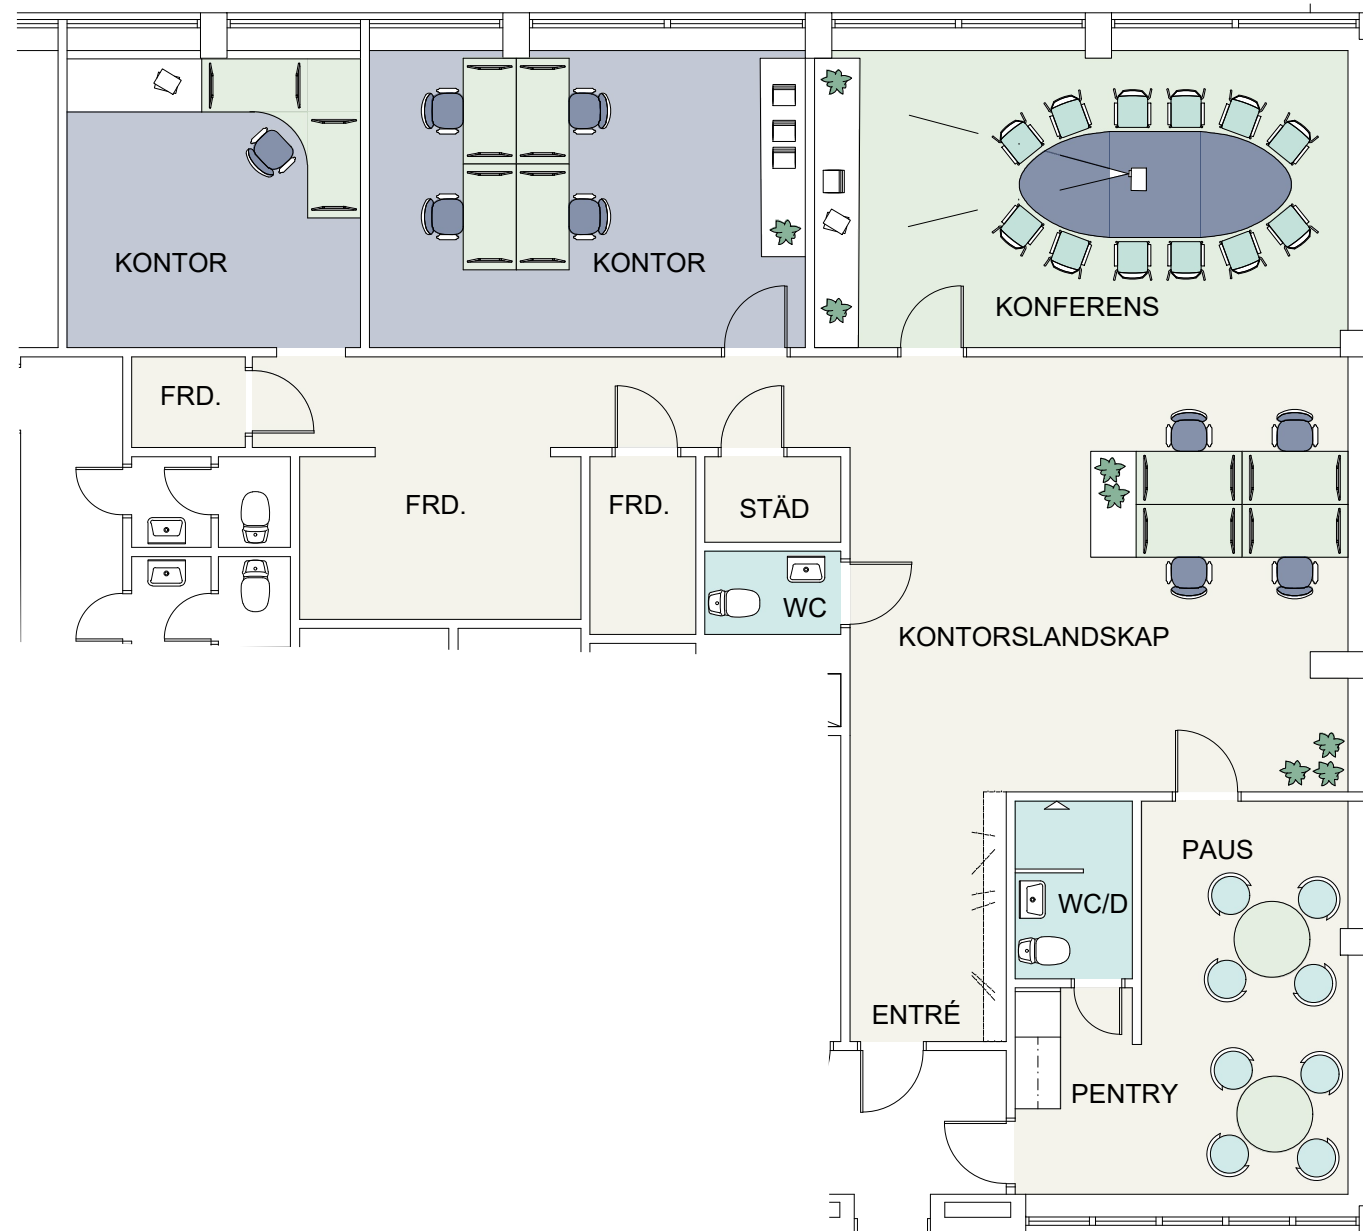 KONTOR
KONTOR
KONFERENS
FRD.
FRD.
FRD.
STÄD
WC
KONTORSLANDSKAP
PAUS
WC/D
ENTRÉ
PENTRY